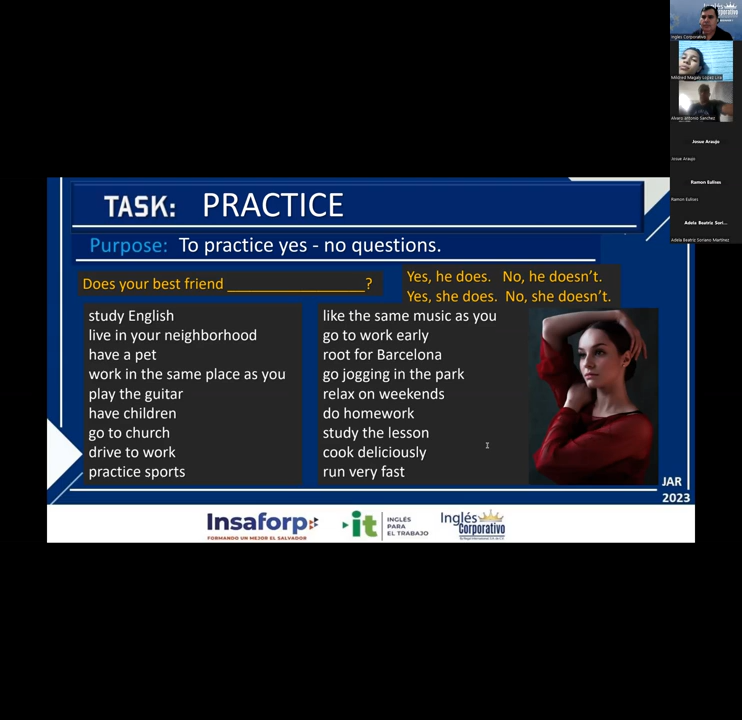 TASK: PRACTICE
Purpose: To practice yes - no questions.
Does your best friend __________________?
Yes, he does. No, he doesn't.
Yes, she does. No, she doesn't.
study English
live in your neighborhood
have a pet
work in the same place as you
play the guitar
have children
go to church
drive to work
practice sports
like the same music as you
go to work early
root for Barcelona
go jogging in the park
relax on weekends
do homework
study the lesson
cook deliciously
run very fast
JAR
2023
Insaforp
FORMANDO UN MEJOR EL SALVADOR
it
INGLÉS
PARA
EL TRABAJO
Inglés
Corporativo
Inglés
Corporativo
Ingles Corporativo
Alvaro antonio Sanchez
Josue Araujo
Josue Araujo
Ramon Eulises
Ramon Eulises
Adela Beatriz Sori...
Adela Beatriz Soriano Martinez